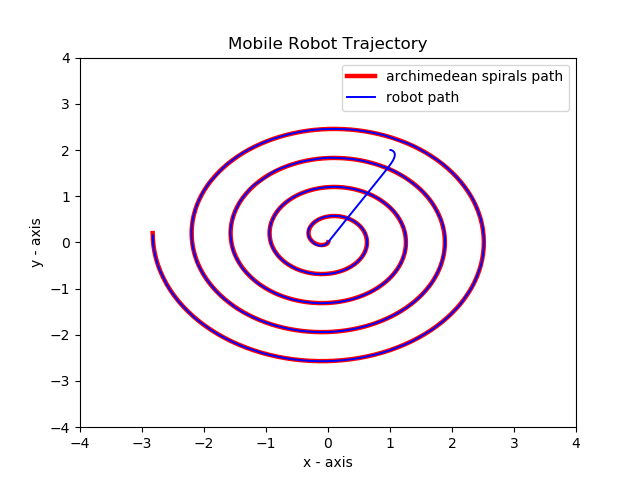 Mobile Robot Trajectory
archimedean spirals path
robot path
4
3
2
1
0
−1
−2
−3
−4
y - axis
−4 −3 −2 −1 0 1 2 3 4
x - axis